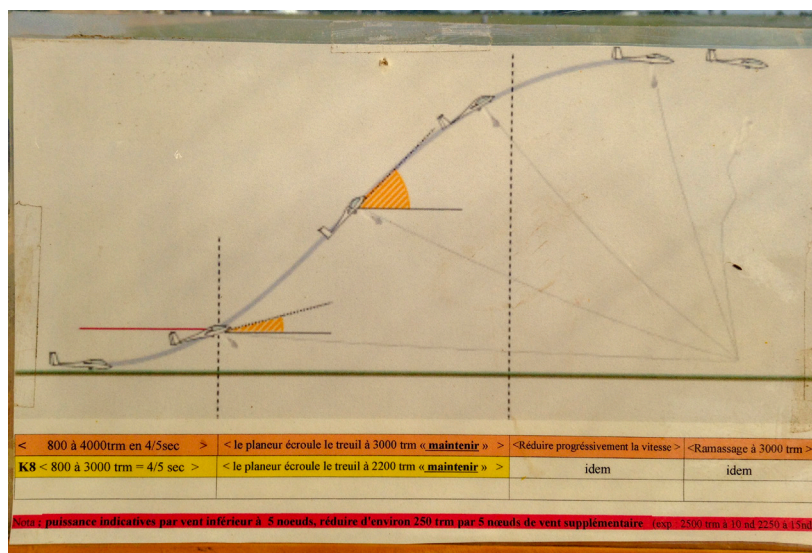 < 800 à 4000trm en 4/5sec > < le planeur écroule le treuil à 3000 trm « maintenir » > <Réduire progréssivement la vitesse > <Ramassage à 3000 trm >
K8 < 800 à 3000 trm = 4/5 sec > < le planeur écroule le treuil à 2200 trm « maintenir » > idem idem
Nota : puissance indicatives par vent inférieur à 5 noeuds, réduire d'environ 250 trm par 5 nœuds de vent supplémentaire (exp : 2500 trm à 10 nd 2250 à 15nd